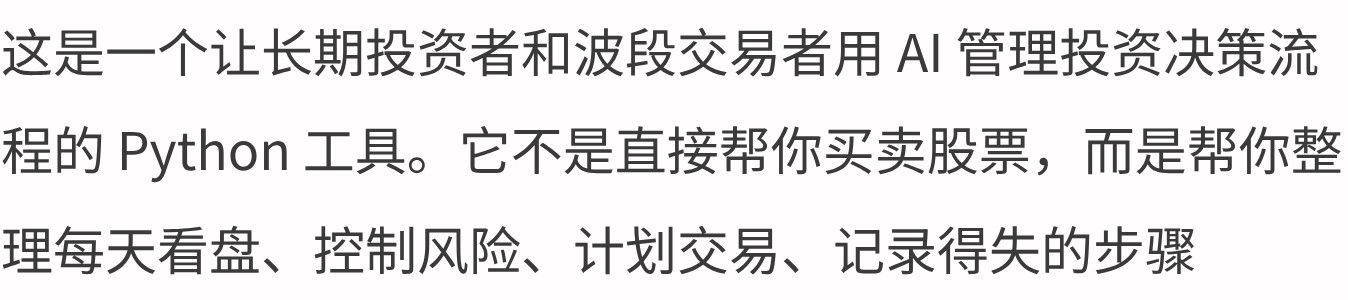 这是一个让长期投资者和波段交易者用 AI 管理投资决策流
程的 Python 工具。它不是直接帮你买卖股票，而是帮你整
理每天看盘、控制风险、计划交易、记录得失的步骤